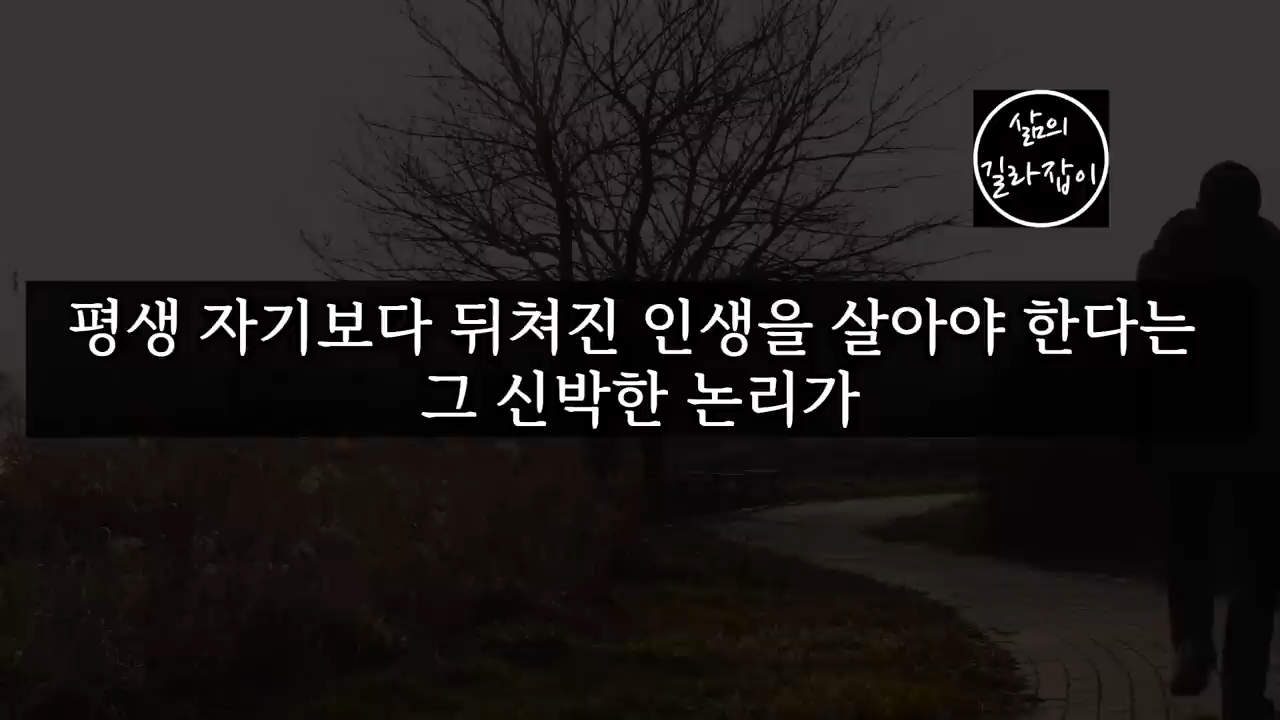 삶의
길라잡이
평생 자기보다 뒤쳐진 인생을 살아야 한다는
그 신박한 논리가